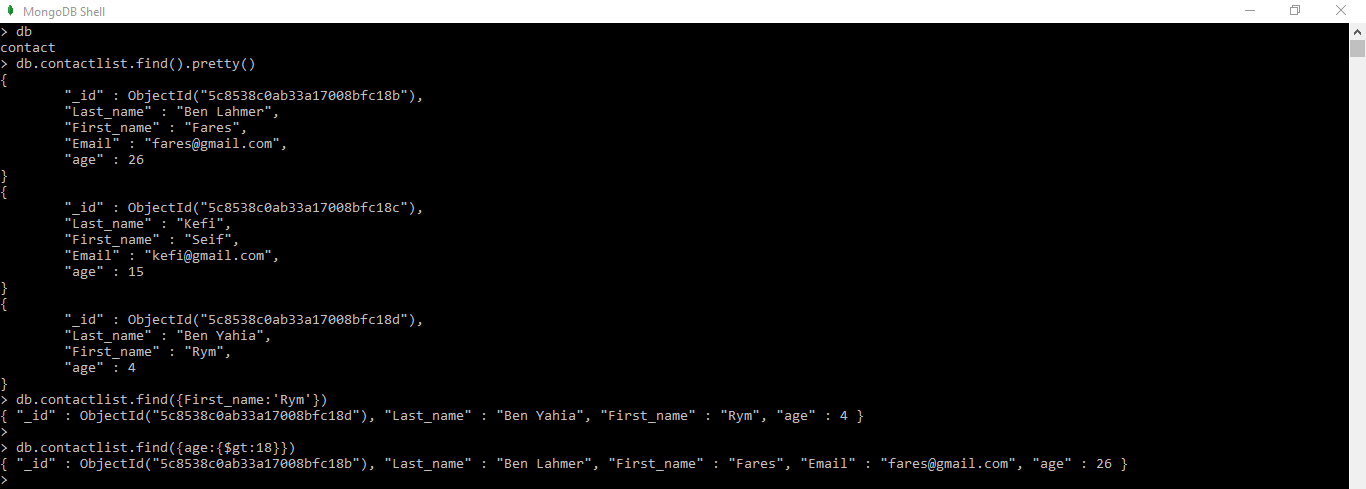 MongoDB Shell
> db
contact
> db.contactlist.find().pretty()
{
        "_id" : ObjectId("5c8538c0ab33a17008bfc18b"),
        "Last_name" : "Ben Lahmer",
        "First_name" : "Fares",
        "Email" : "fares@gmail.com",
        "age" : 26
}
{
        "_id" : ObjectId("5c8538c0ab33a17008bfc18c"),
        "Last_name" : "Kefi",
        "First_name" : "Seif",
        "Email" : "kefi@gmail.com",
        "age" : 15
}
{
        "_id" : ObjectId("5c8538c0ab33a17008bfc18d"),
        "Last_name" : "Ben Yahia",
        "First_name" : "Rym",
        "age" : 4
}
> db.contactlist.find({First_name:'Rym'})
{ "_id" : ObjectId("5c8538c0ab33a17008bfc18d"), "Last_name" : "Ben Yahia", "First_name" : "Rym", "age" : 4 }
>
> db.contactlist.find({age:{$gt:18}})
{ "_id" : ObjectId("5c8538c0ab33a17008bfc18b"), "Last_name" : "Ben Lahmer", "First_name" : "Fares", "Email" : "fares@gmail.com", "age" : 26 }
>